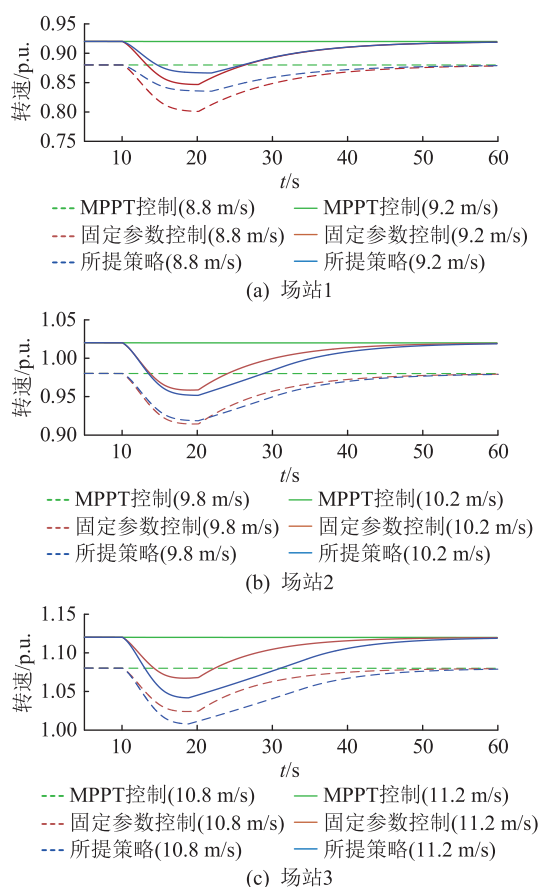 0.95
0.90
0.85
0.80
0.75
转速/p.u.
10 20 30 40 50 60
t/s
MPPT控制(8.8 m/s) MPPT控制(9.2 m/s)
固定参数控制(8.8 m/s) 固定参数控制(9.2 m/s)
所提策略(8.8 m/s) 所提策略(9.2 m/s)
(a) 场站1
1.05
1.00
0.95
0.90
转速/p.u.
10 20 30 40 50 60
t/s
MPPT控制(9.8 m/s) MPPT控制(10.2 m/s)
固定参数控制(9.8 m/s) 固定参数控制(10.2 m/s)
所提策略(9.8 m/s) 所提策略(10.2 m/s)
(b) 场站2
1.15
1.10
1.05
1.00
转速/p.u.
10 20 30 40 50 60
t/s
MPPT控制(10.8 m/s) MPPT控制(11.2 m/s)
固定参数控制(10.8 m/s) 固定参数控制(11.2 m/s)
所提策略(10.8 m/s) 所提策略(11.2 m/s)
(c) 场站3